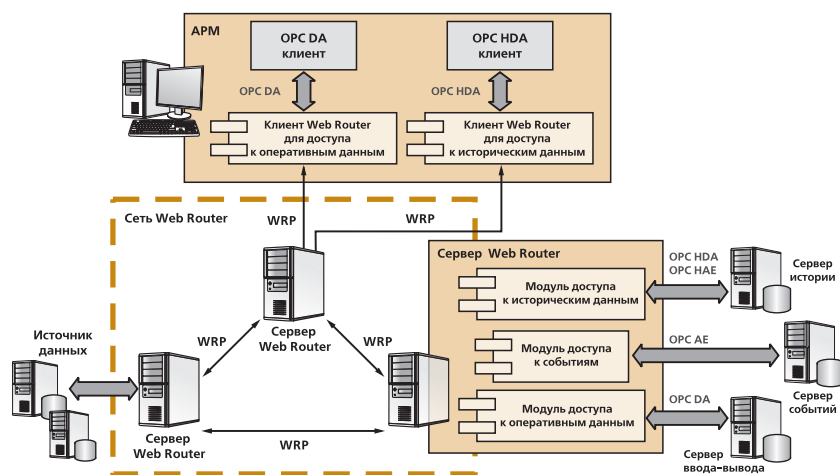 АРМ
OPC DA
клиент
OPC HDA
клиент
OPC DA
OPC HDA
Клиент Web Router
для доступа
к оперативным данным
Клиент Web Router
для доступа
к историческим данным
Сеть Web Router
WRP
WRP
Сервер Web Router
OPC HDA
OPC HAE
Сервер
истории
Модуль доступа
к историческим данным
Сервер
Web Router
Источник
данных
WRP
WRP
OPC AE
Модуль доступа
к событиям
Сервер
событий
OPC DA
Модуль доступа
к оперативным данным
Сервер
Web Router
WRP
Сервер
ввода-вывода